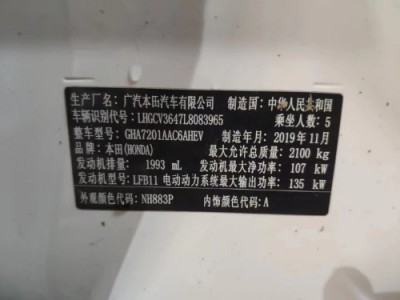 生产厂名：广汽本田汽车有限公司 制造国：中华人民共和国
车辆识别代号：LHGCV3647L8083965 乘坐人数：5
整车型号：GHA7201AAC6AHEV 制造年月：2019年11月
品牌：本田(HONDA) 最大允许总质量：2100 kg
发动机排量：1993 mL 发动机最大净功率：107 kW
发动机型号：LFB11 电动动力系统最大输出功率：135 kW
外观颜色代码：NH883P 内饰颜色代码：A